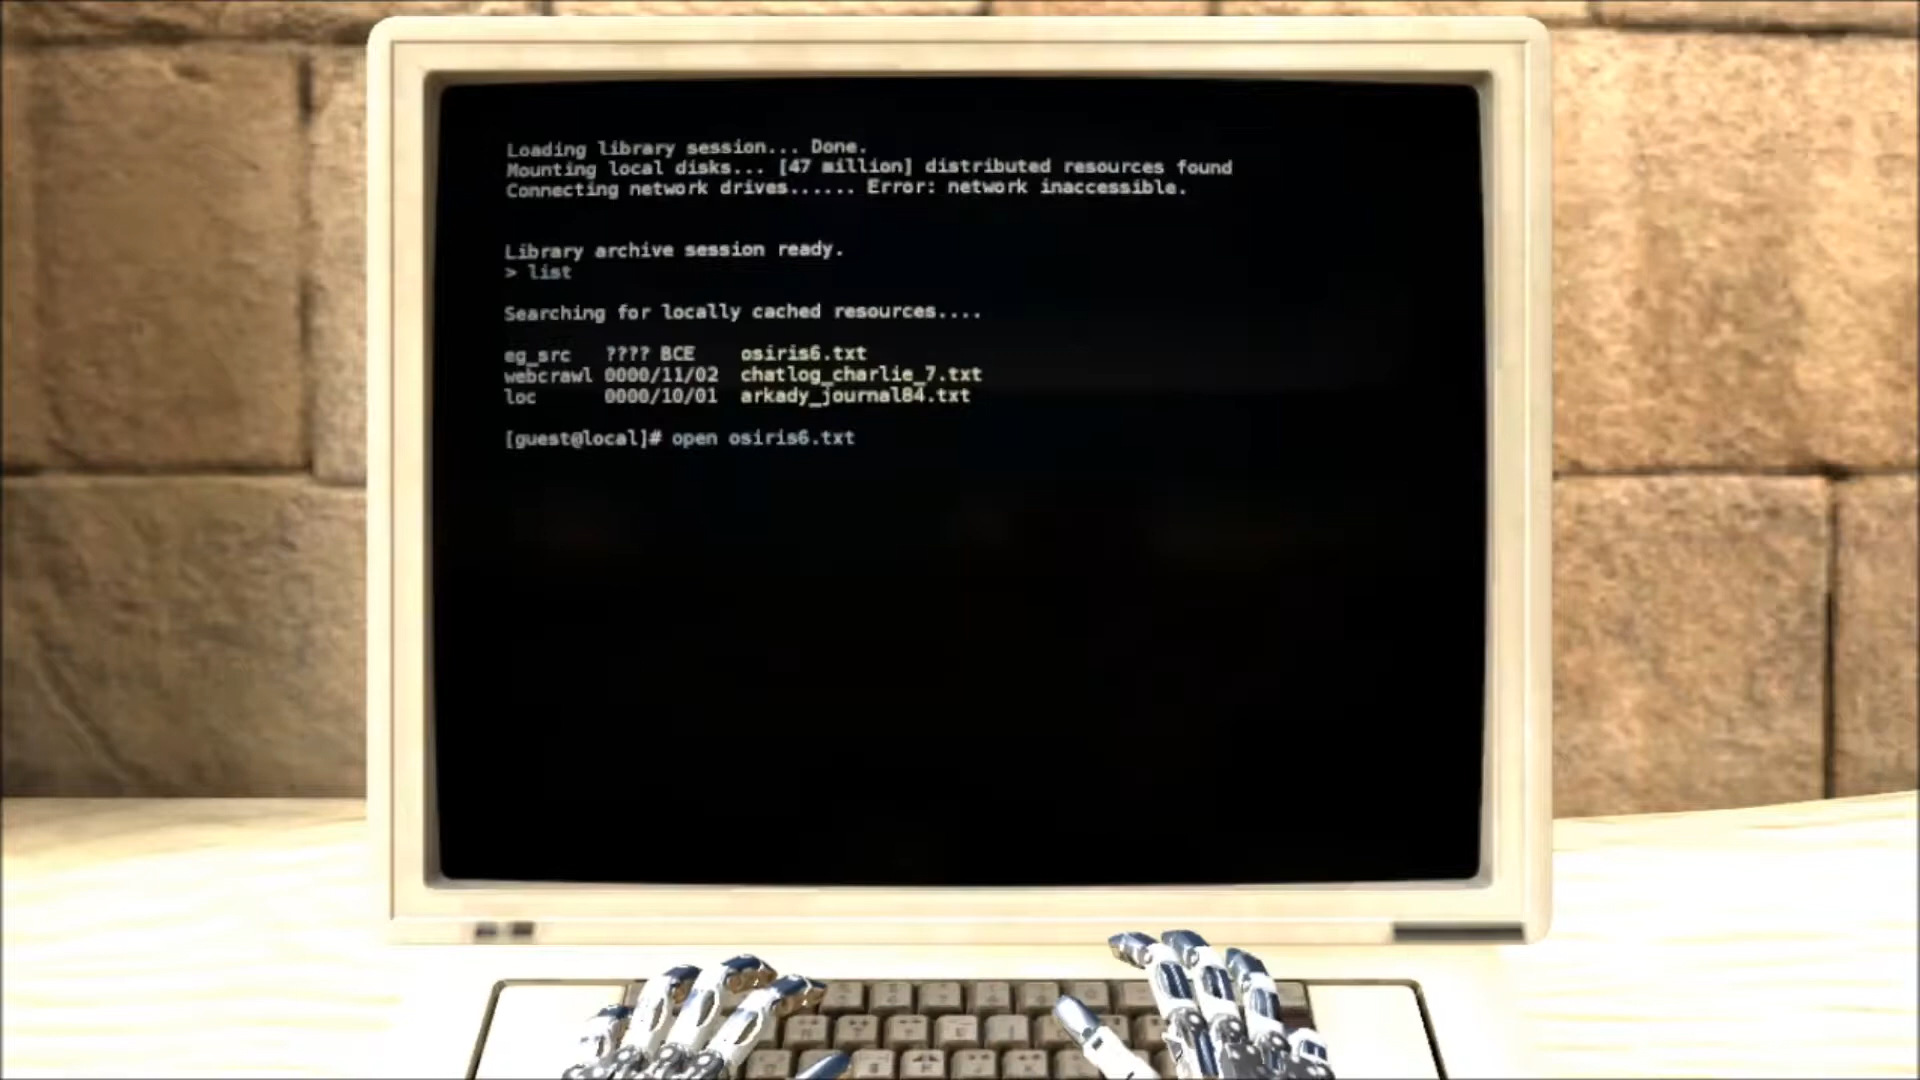 Loading library session... Done.
Mounting local disks... [47 million] distributed resources found
Connecting network drives...... Error: network inaccessible.
Library archive session ready.
> list
Searching for locally cached resources....
eg_src ???? BCE osiris6.txt
webcrawl 0000/11/02 chatlog_charlie_7.txt
loc 0000/10/01 arkady_journal84.txt
[guest@local]# open osiris6.txt